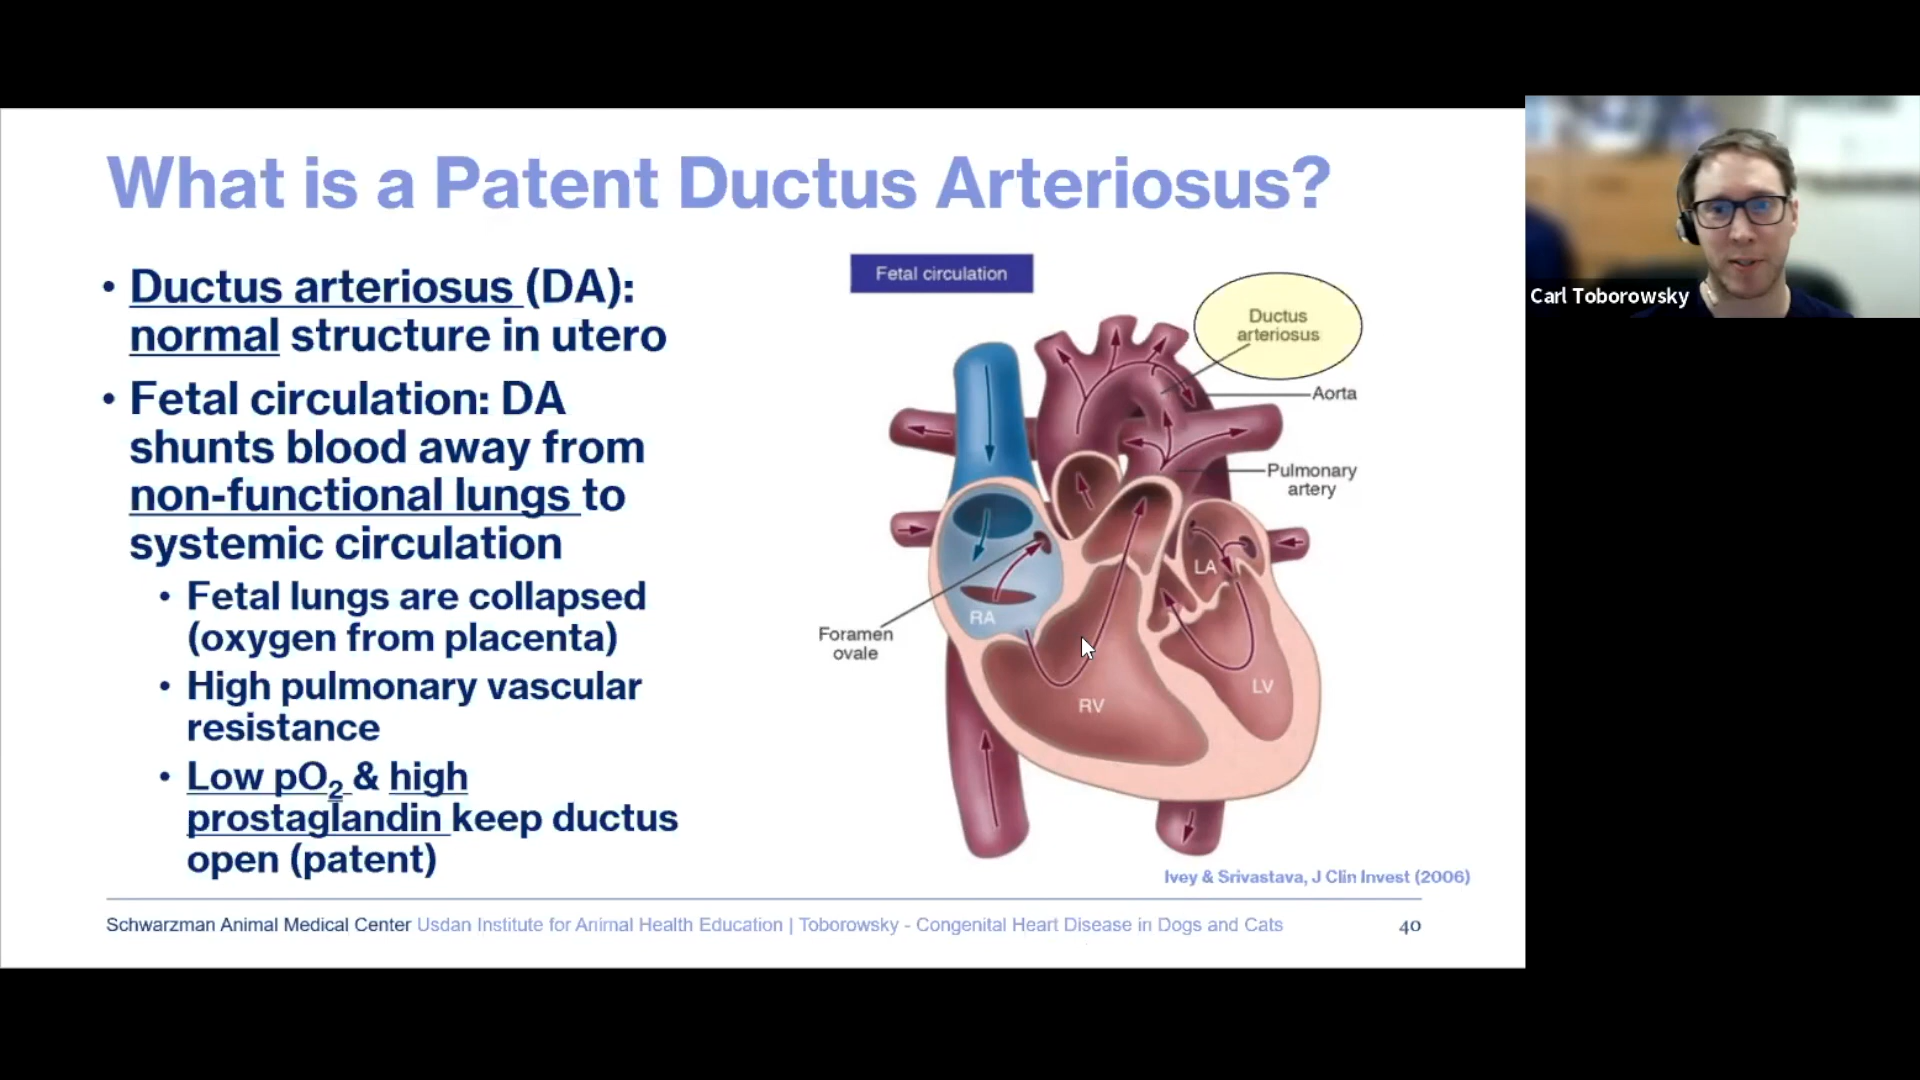 What is a Patent Ductus Arteriosus?
• Ductus arteriosus (DA):
normal structure in utero
• Fetal circulation: DA
shunts blood away from
non-functional lungs to
systemic circulation
• Fetal lungs are collapsed
(oxygen from placenta)
• High pulmonary vascular
resistance
• Low pO₂ & high
prostaglandin keep ductus
open (patent)
Fetal circulation
Ductus
arteriosus
Aorta
Pulmonary
artery
LA
RA
Foramen
ovale
LV
RV
Ivey & Srivastava, J Clin Invest (2006)
Schwarzman Animal Medical Center Usdan Institute for Animal Health Education | Toborowsky - Congenital Heart Disease in Dogs and Cats
40
Carl Toborowsky